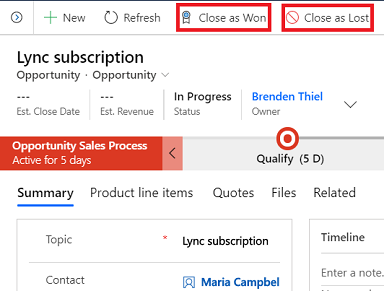 New Refresh Close as Won Close as Lost
Lync subscription
Opportunity · Opportunity
--- --- In Progress Brenden Thiel
Est. Close Date Est. Revenue Status Owner
Opportunity Sales Process
Active for 5 days
Qualify (5 D)
Summary Product line items Quotes Files Related
Topic * Lync subscription Timeline
Contact Maria Campbel Enter a note.